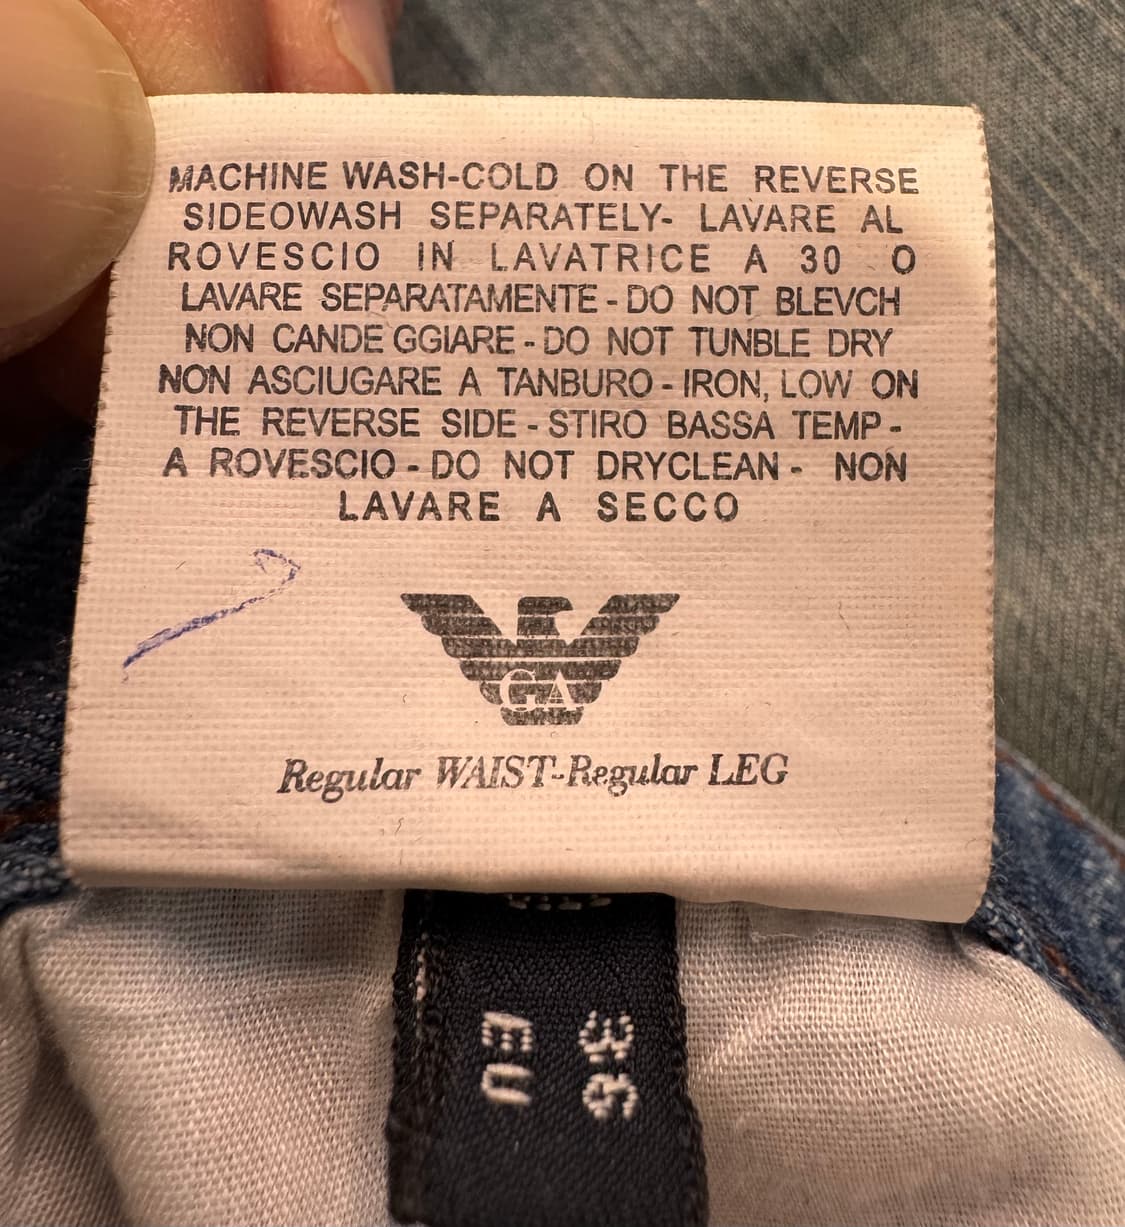 MACHINE WASH-COLD ON THE REVERSE
SIDEOWASH SEPARATELY- LAVARE AL
ROVESCIO IN LAVATRICE A 30 O
LAVARE SEPARATAMENTE - DO NOT BLEVCH
NON CANDE GGIARE - DO NOT TUNBLE DRY
NON ASCIUGARE A TANBURO - IRON, LOW ON
THE REVERSE SIDE - STIRO BASSA TEMP -
A ROVESCIO - DO NOT DRYCLEAN - NON
LAVARE A SECCO
GA
Regular WAIST-Regular LEG
36
EU